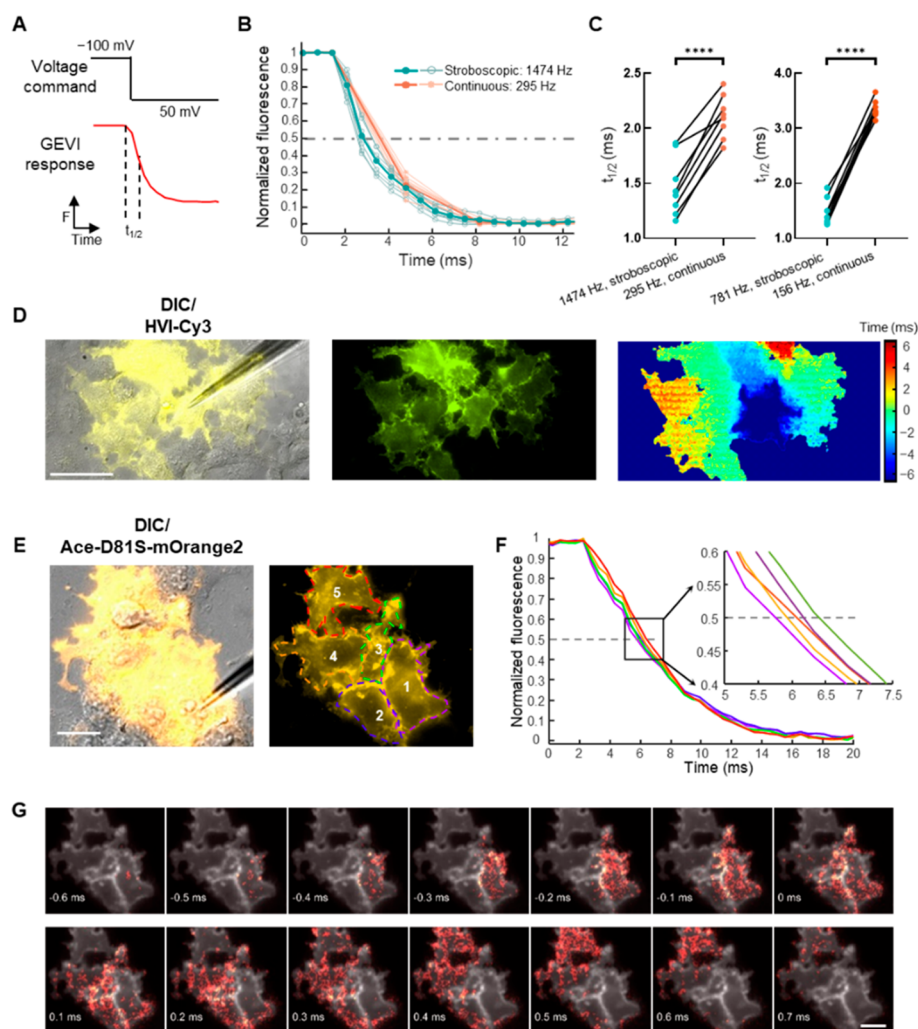 A
−100 mV
Voltage
command
50 mV
GEVI
response
F
Time
t1/2
B
Normalized fluorescence
1
0.9
0.8
0.7
0.6
0.5
0.4
0.3
0.2
0.1
0
Stroboscopic: 1474 Hz
Continuous: 295 Hz
0 2 4 6 8 10 12
Time (ms)
C
****
t1/2 (ms)
2.5
2.0
1.5
1.0
1474 Hz, stroboscopic
295 Hz, continuous
****
t1/2 (ms)
4.0
3.0
2.0
1.0
781 Hz, stroboscopic
156 Hz, continuous
D
DIC/
HVI-Cy3
Time (ms)
6
4
2
0
−2
−4
−6
E
DIC/
Ace-D81S-mOrange2
5
4
3
1
2
F
Normalized fluorescence
1
0.9
0.8
0.7
0.6
0.5
0.4
0.3
0.2
0.1
0
0 2 4 6 8 10 12 14 16 18 20
Time (ms)
0.6
0.5
0.4
5 5.5 6 6.5 7 7.5
G
-0.6 ms
-0.5 ms
-0.4 ms
-0.3 ms
-0.2 ms
-0.1 ms
0 ms
0.1 ms
0.2 ms
0.3 ms
0.4 ms
0.5 ms
0.6 ms
0.7 ms